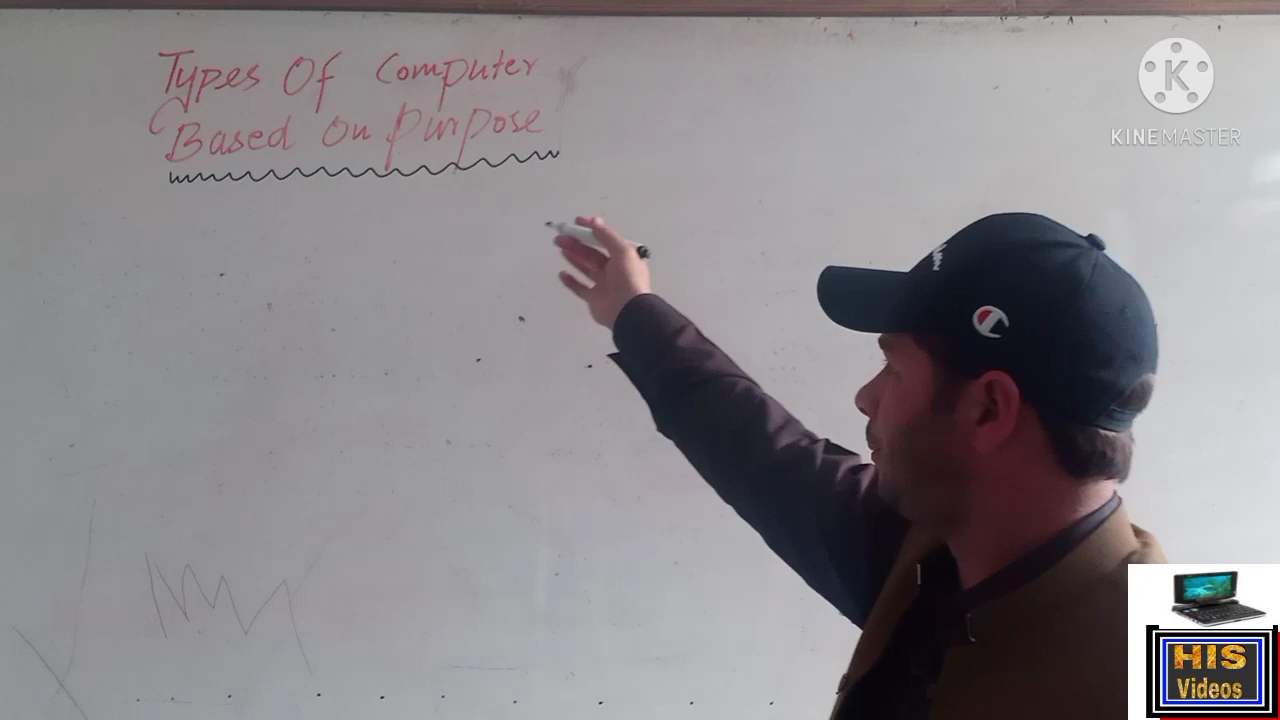 Types Of Computer
Based On purpose
K
KINEMASTER
HIS
Videos